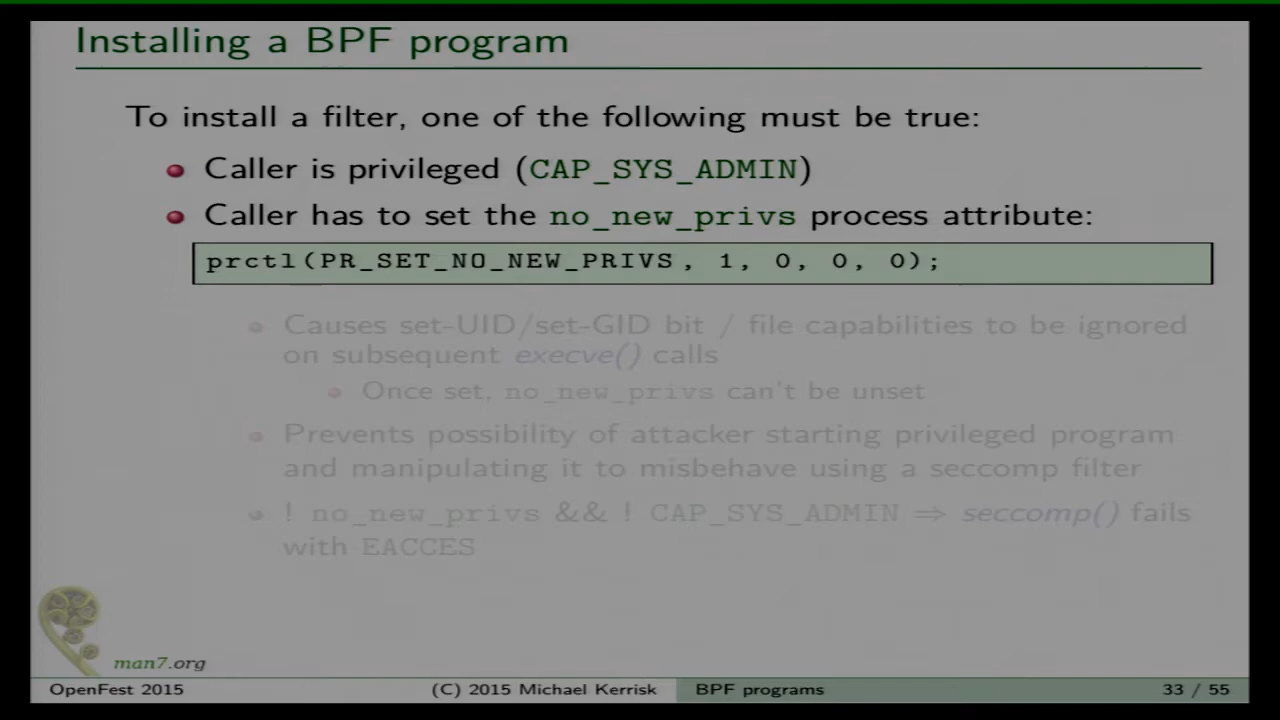 Installing a BPF program
To install a filter, one of the following must be true:
Caller is privileged (CAP_SYS_ADMIN)
Caller has to set the no_new_privs process attribute:
prctl(PR_SET_NO_NEW_PRIVS, 1, 0, 0, 0);
Causes set-UID/set-GID bit / file capabilities to be ignored
on subsequent execve() calls
Once set, no_new_privs can't be unset
Prevents possibility of attacker starting privileged program
and manipulating it to misbehave using a seccomp filter
! no_new_privs && ! CAP_SYS_ADMIN ⇒ seccomp() fails
with EACCES
man7.org
OpenFest 2015 (C) 2015 Michael Kerrisk BPF programs 33 / 55